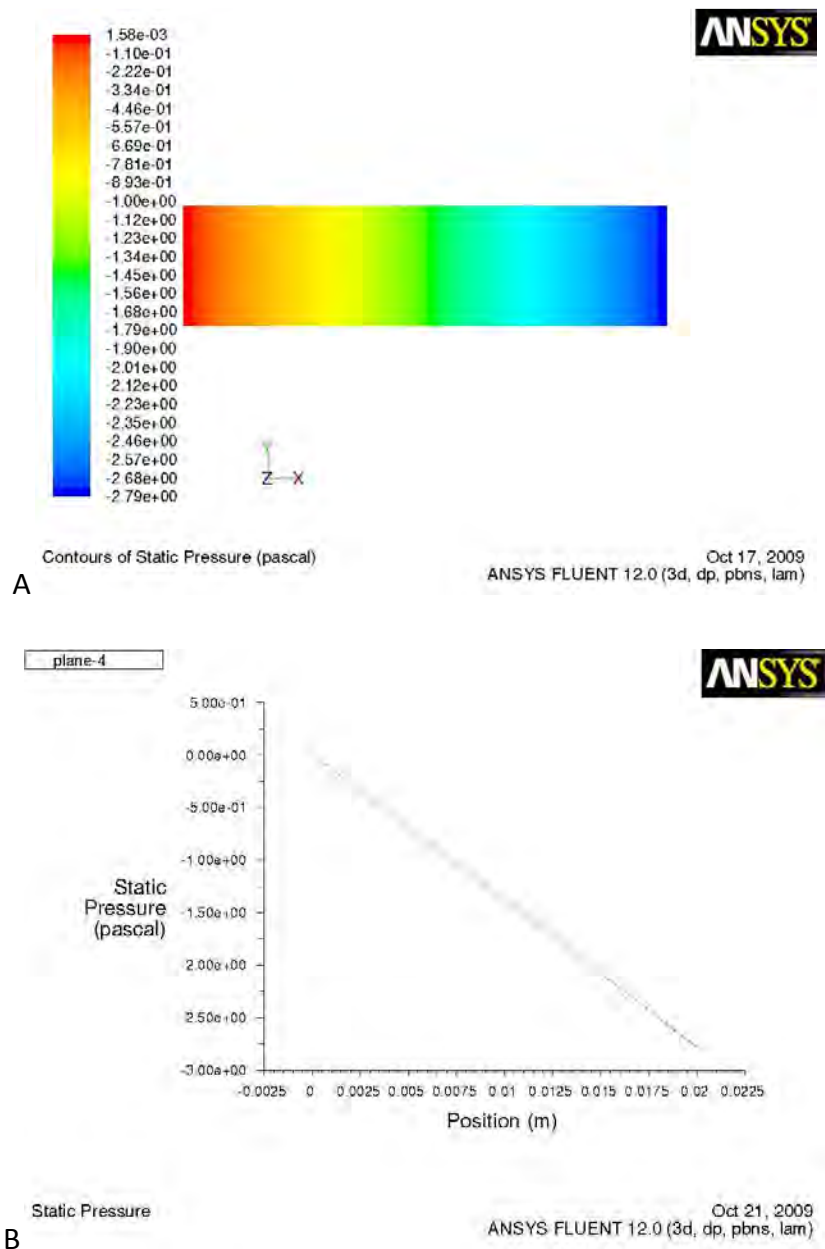 ANSYS
1.58e-03
-1.10e-01
-2.22e-01
-3.34e-01
-4.46e-01
-5.57e-01
-6.69e-01
-7.81e-01
-8.93e-01
-1.00e+00
-1.12e+00
-1.23e+00
-1.34e+00
-1.45e+00
-1.56e+00
-1.68e+00
-1.79e+00
-1.90e+00
-2.01e+00
-2.12e+00
-2.23e+00
-2.35e+00
-2.46e+00
-2.57e+00
-2.68e+00
-2.79e+00
Y
Z X
Contours of Static Pressure (pascal)
Oct 17, 2009
ANSYS FLUENT 12.0 (3d, dp, pbns, lam)
A
plane-4
ANSYS
5.00e-01
0.00e+00
-5.00e-01
-1.00e+00
-1.50e+00
-2.00e+00
-2.50e+00
-3.00e+00
Static
Pressure
(pascal)
-0.0025 0 0.0025 0.005 0.0075 0.01 0.0125 0.015 0.0175 0.02 0.0225
Position (m)
Static Pressure
Oct 21, 2009
ANSYS FLUENT 12.0 (3d, dp, pbns, lam)
B